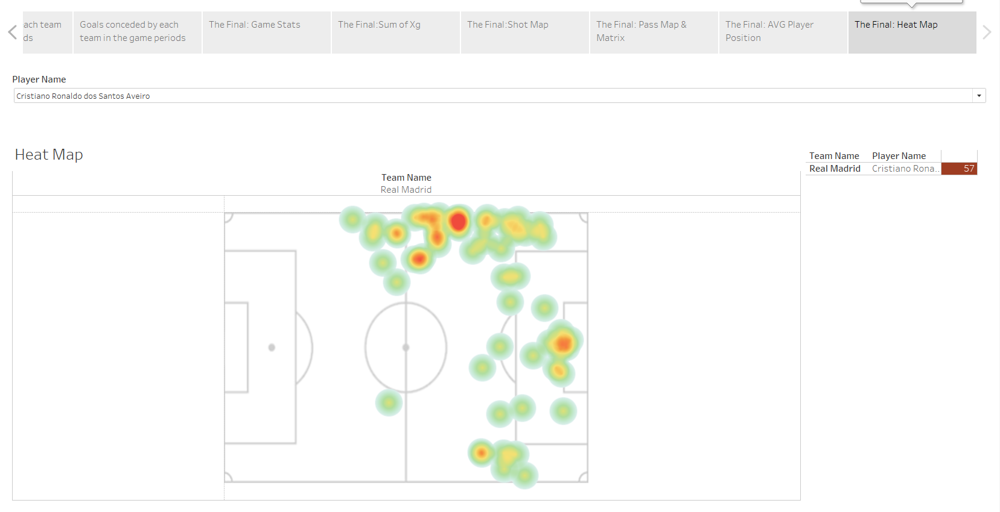 ach team
ds
Goals conceded by each
team in the game periods
The Final: Game Stats
The Final:Sum of Xg
The Final:Shot Map
The Final: Pass Map &
Matrix
The Final: AVG Player
Position
The Final: Heat Map
Player Name
Cristiano Ronaldo dos Santos Aveiro
Heat Map
Team Name
Real Madrid
Team Name Player Name
Real Madrid Cristiano Rona.. 57